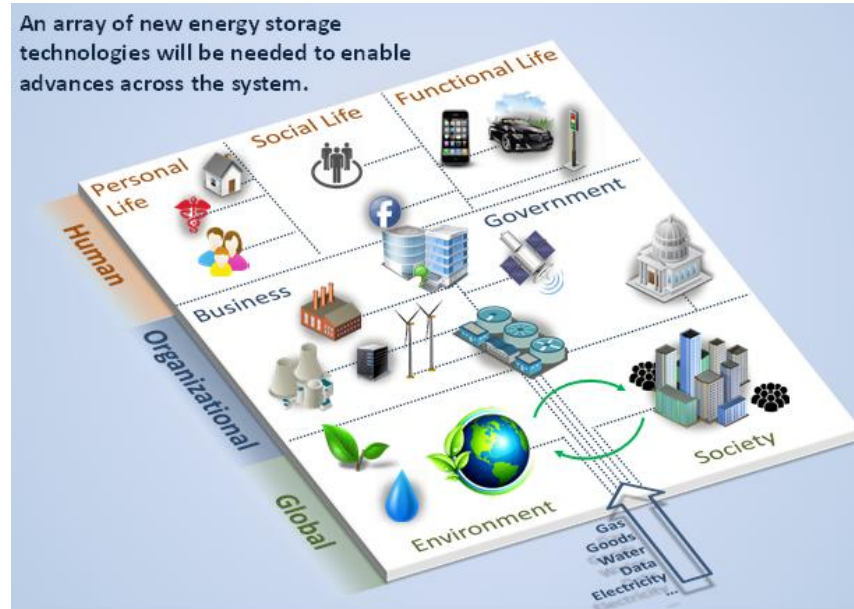 An array of new energy storage
technologies will be needed to enable
advances across the system.
Personal
Life
Social Life
Functional Life
Human
f
Government
Business
Organizational
Global
Environment
Society
Gas
Goods
Water
Data
Electricity
...